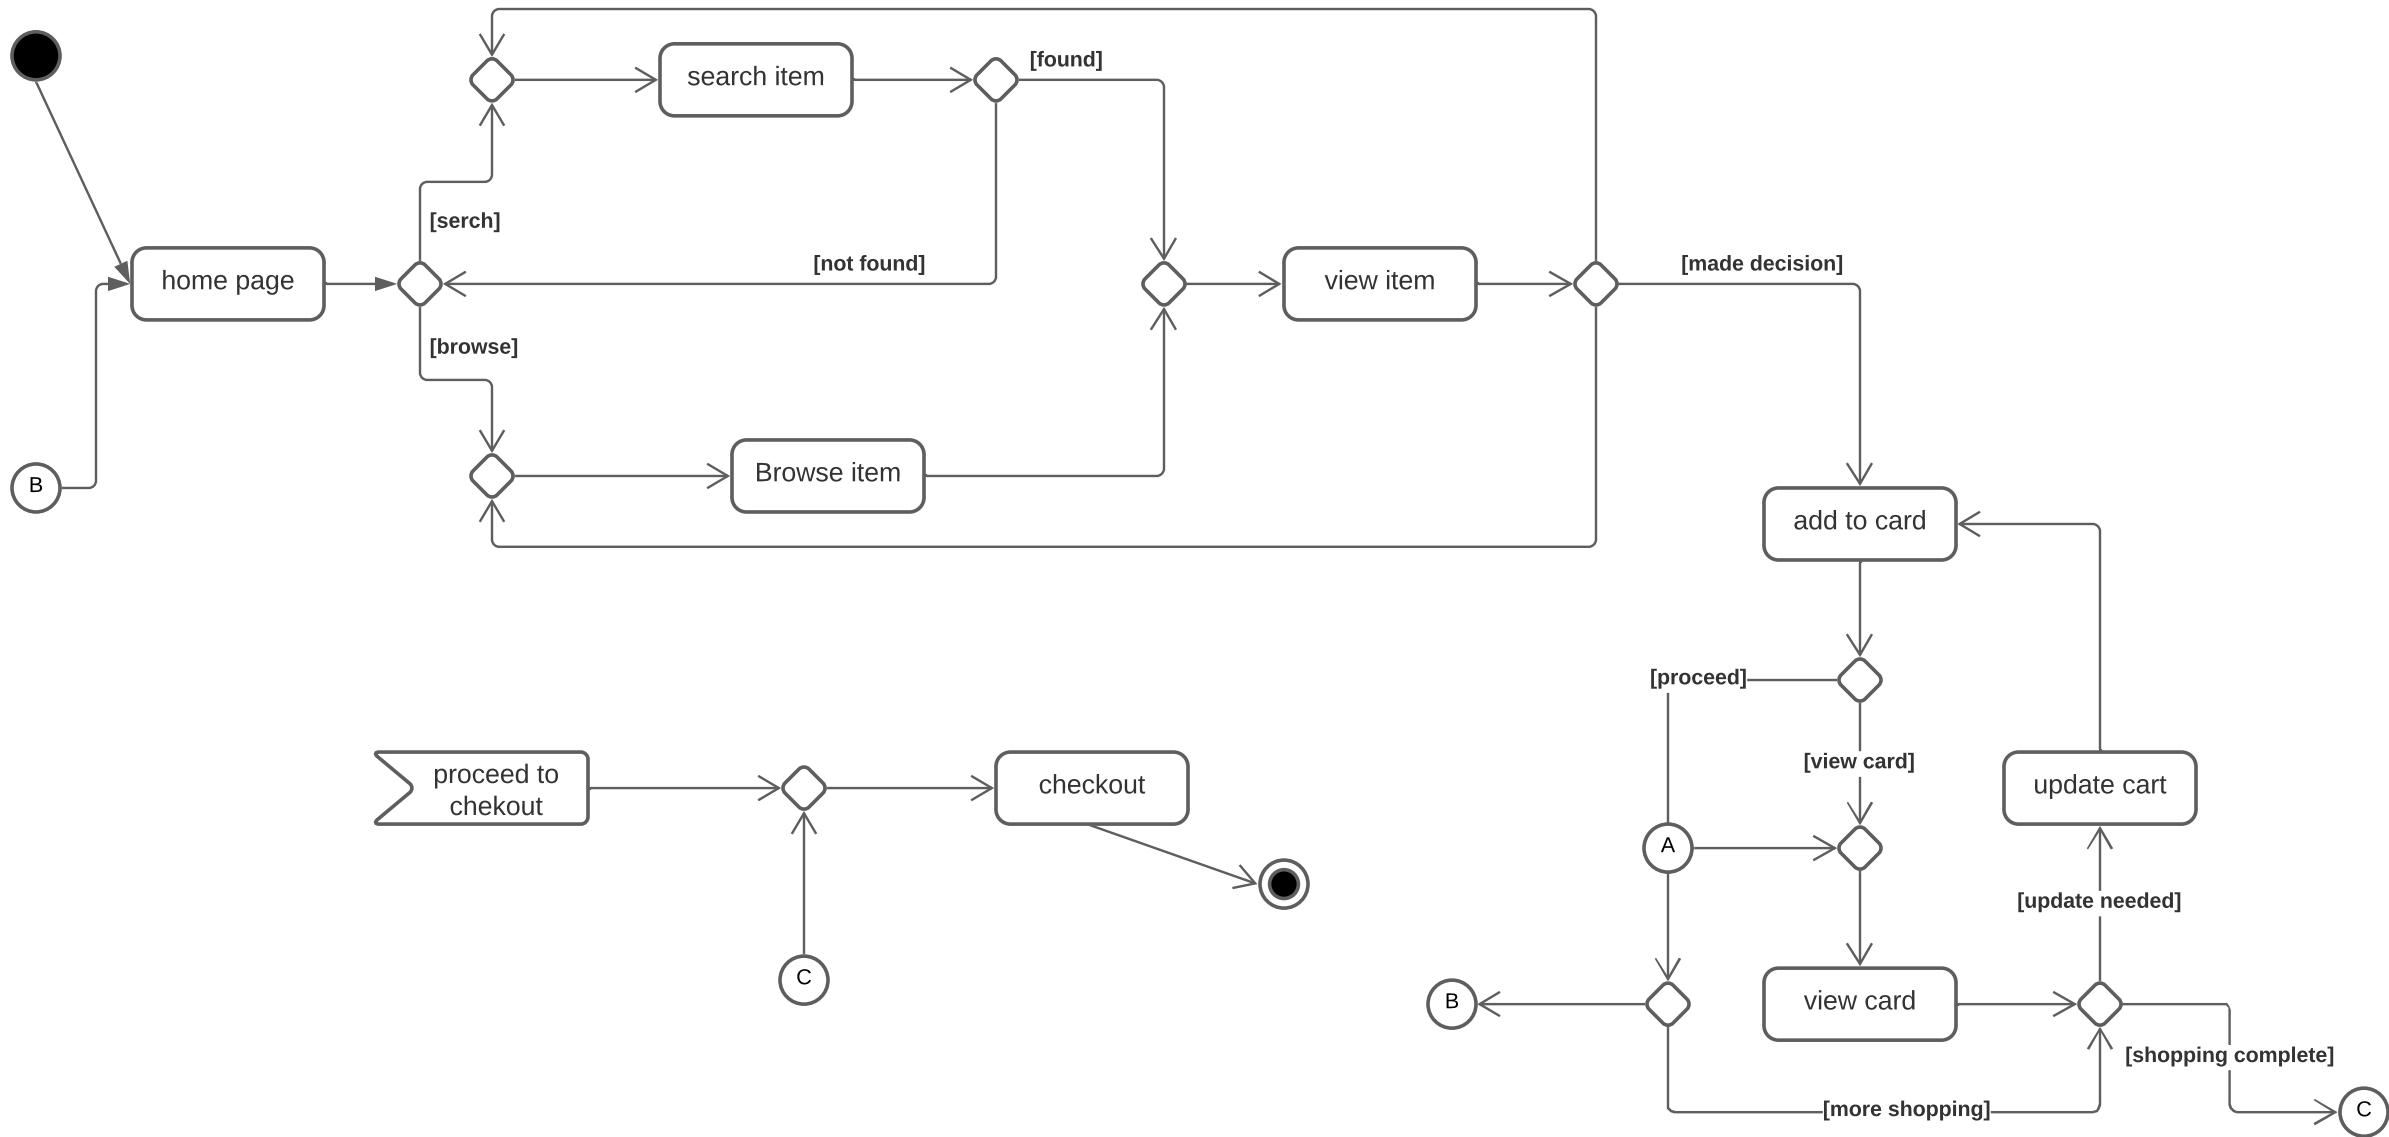 [found]
search item
[serch]
home page
[not found]
view item
[made decision]
[browse]
Browse item
B
add to card
[proceed]
[view card]
proceed to
chekout
checkout
update cart
A
[update needed]
C
B
view card
[shopping complete]
[more shopping]
C